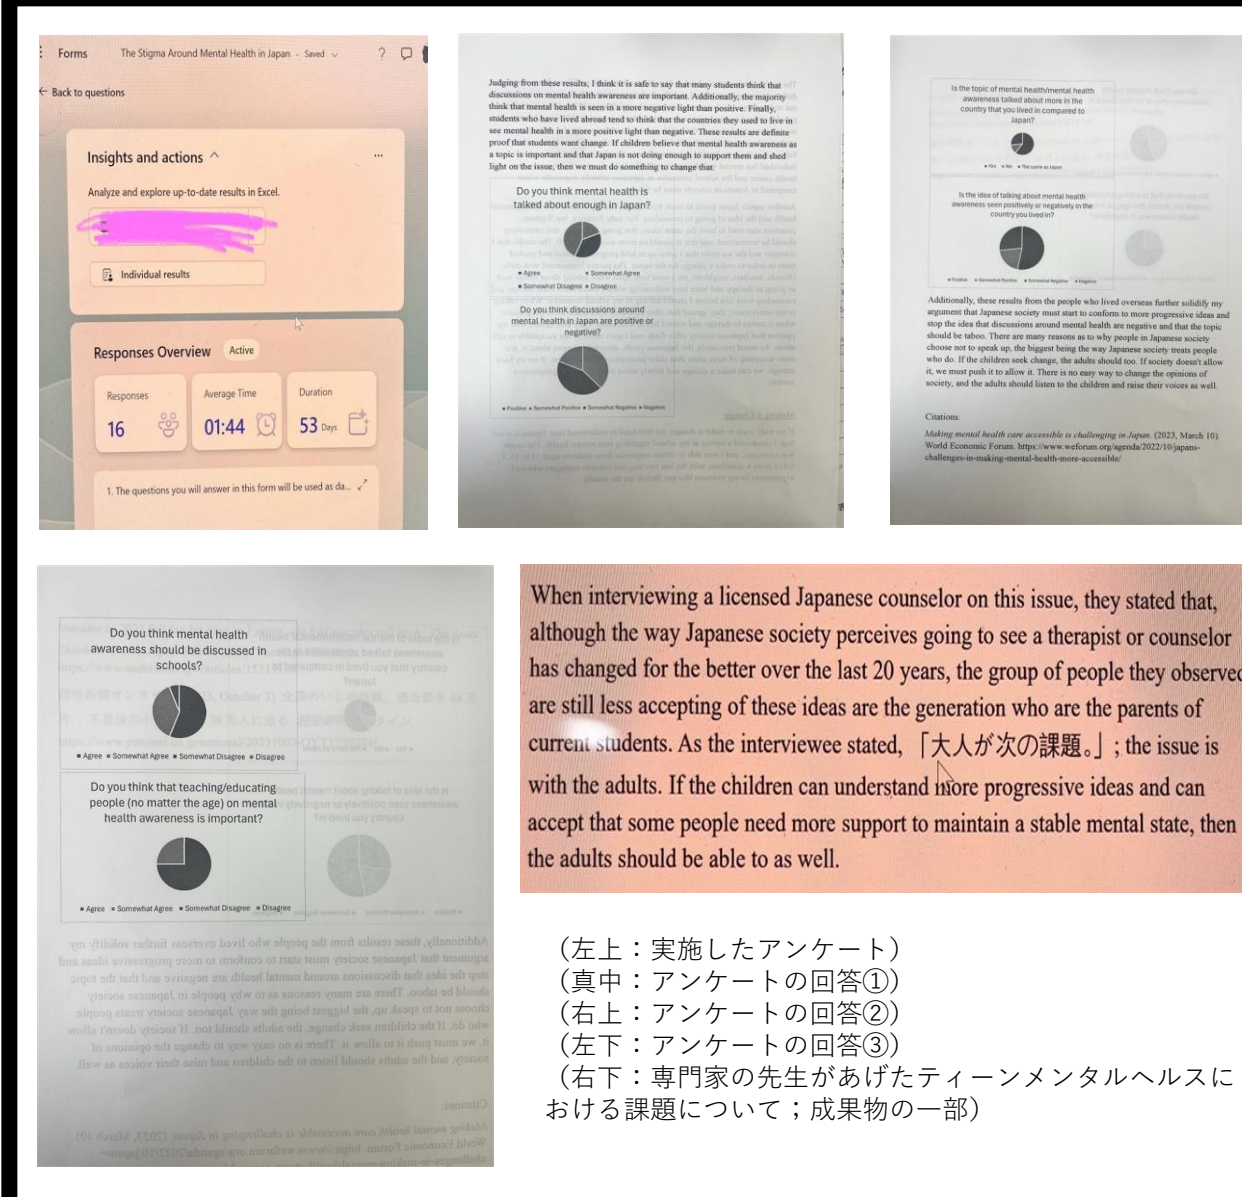 Forms
The Stigma Around Mental Health in Japan - Saved
?
← Back to questions
Insights and actions
Analyze and explore up-to-date results in Excel.
Individual results
Responses Overview
Active
Responses
16
Average Time
01:44
Duration
53 Days
1. The questions you will answer in this form will be used as da...
Judging from these results, I think it is safe to say that many students think that
discussions on mental health awareness are important. Additionally, the majority
think that mental health is seen in a more negative light than positive. Finally,
students who have lived abroad tend to think that the countries they used to live in
see mental health in a more positive light than negative. These results are definite
proof that students want change. If children believe that mental health awareness as
a topic is important and that Japan is not doing enough to support them and shed
light on the issue, then we must do something to change that.
Do you think mental health is
talked about enough in Japan?
Agree Somewhat Agree
Somewhat Disagree Disagree
Do you think discussions around
mental health in Japan are positive or
negative?
Positive Somewhat Positive Somewhat Negative Negative
Is the topic of mental health/mental health
awareness talked about more in the
country that you lived in compared to
Japan?
Yes No The same as Japan
Is the idea of talking about mental health
awareness seen positively or negatively in the
country you lived in?
Positive Somewhat Positive Somewhat Negative Negative
Additionally, these results from the people who lived overseas further solidify my
argument that Japanese society must start to conform to more progressive ideas and
stop the idea that discussions around mental health are negative and that the topic
should be taboo. There are many reasons as to why people in Japanese society
choose not to speak up, the biggest being the way Japanese society treats people
who do. If the children seek change, the adults should too. If society doesn't allow
it, we must push it to allow it. There is no easy way to change the opinions of
society, and the adults should listen to the children and raise their voices as well.
Citations:
Making mental health care accessible is challenging in Japan. (2023, March 10).
World Economic Forum. https://www.weforum.org/agenda/2022/10/japans-
challenges-in-making-mental-health-more-accessible/
Do you think mental health
awareness should be discussed in
schools?
Agree Somewhat Agree Somewhat Disagree Disagree
Do you think that teaching/educating
people (no matter the age) on mental
health awareness is important?
Agree Somewhat Agree Somewhat Disagree Disagree
When interviewing a licensed Japanese counselor on this issue, they stated that,
although the way Japanese society perceives going to see a therapist or counselor
has changed for the better over the last 20 years, the group of people they observed
are still less accepting of these ideas are the generation who are the parents of
current students. As the interviewee stated, 「大人が次の課題。」; the issue is
with the adults. If the children can understand more progressive ideas and can
accept that some people need more support to maintain a stable mental state, then
the adults should be able to as well.
（左上：実施したアンケート）
（真中：アンケートの回答①）
（右上：アンケートの回答②）
（左下：アンケートの回答③）
（右下：専門家の先生があげたティーンメンタルヘルスに
おける課題について；成果物の一部）